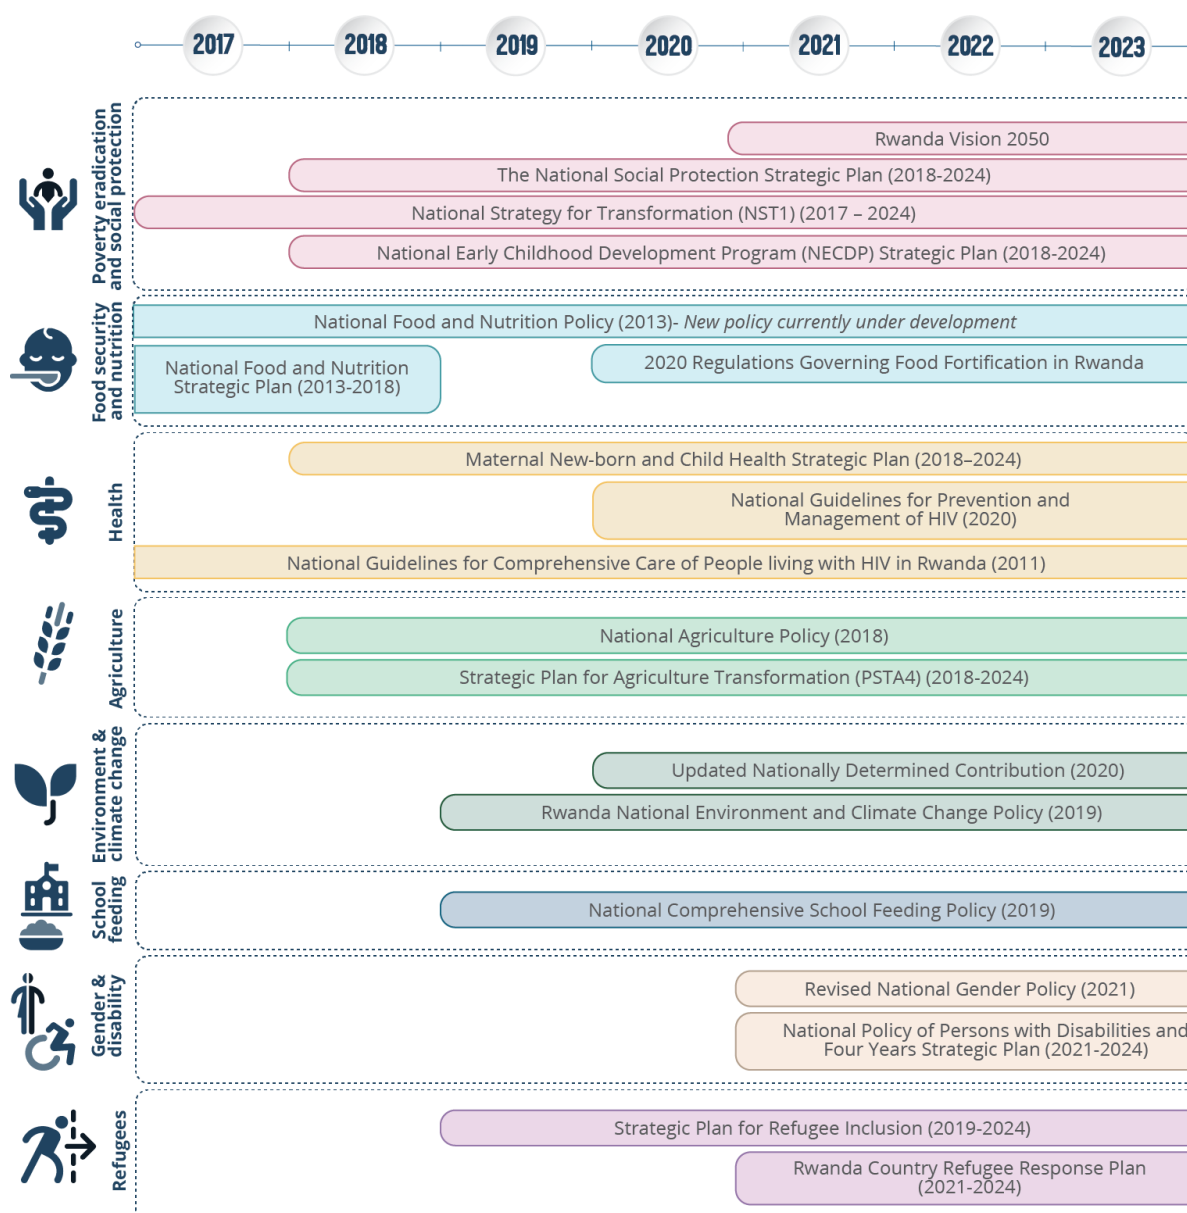 2017 2018 2019 2020 2021 2022 2023
Poverty eradication
and social protection
Rwanda Vision 2050
The National Social Protection Strategic Plan (2018-2024)
National Strategy for Transformation (NST1) (2017 – 2024)
National Early Childhood Development Program (NECDP) Strategic Plan (2018-2024)
Food security
and nutrition
National Food and Nutrition Policy (2013)- New policy currently under development
National Food and Nutrition
Strategic Plan (2013-2018)
2020 Regulations Governing Food Fortification in Rwanda
Health
Maternal New-born and Child Health Strategic Plan (2018–2024)
National Guidelines for Prevention and
Management of HIV (2020)
National Guidelines for Comprehensive Care of People living with HIV in Rwanda (2011)
Agriculture
National Agriculture Policy (2018)
Strategic Plan for Agriculture Transformation (PSTA4) (2018-2024)
Environment &
climate change
Updated Nationally Determined Contribution (2020)
Rwanda National Environment and Climate Change Policy (2019)
School
feeding
National Comprehensive School Feeding Policy (2019)
Gender &
disability
Revised National Gender Policy (2021)
National Policy of Persons with Disabilities and
Four Years Strategic Plan (2021-2024)
Refugees
Strategic Plan for Refugee Inclusion (2019-2024)
Rwanda Country Refugee Response Plan
(2021-2024)